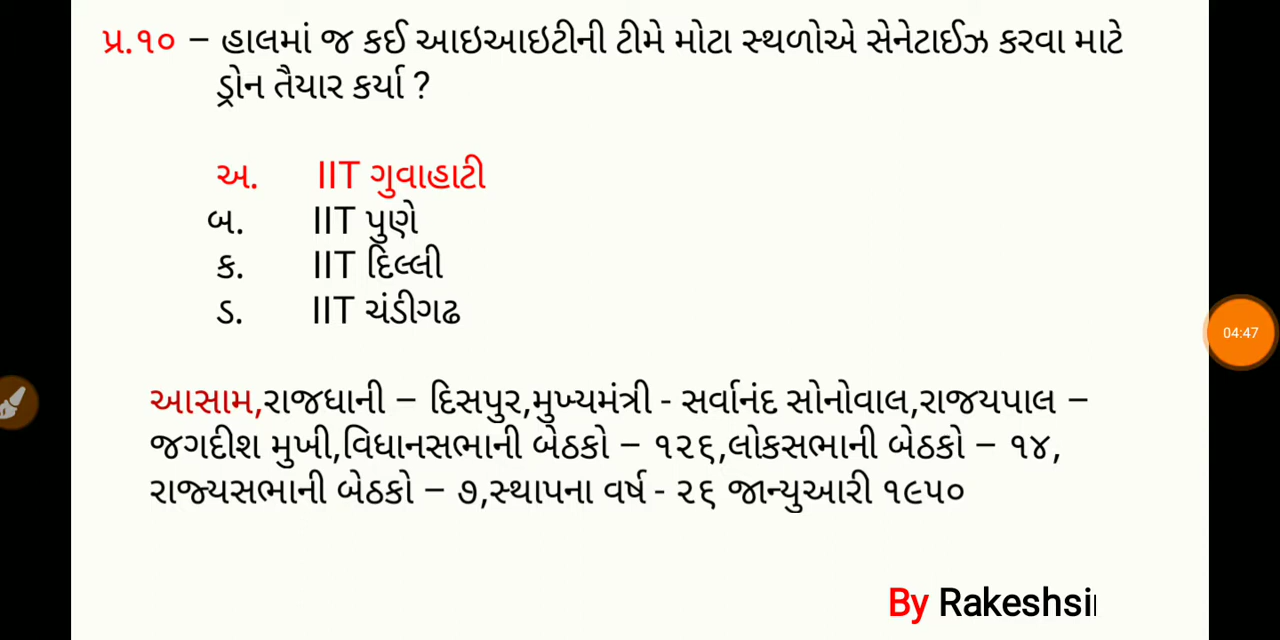 પ્ર.૧૦ – હાલમાં જ કઈ આઇઆઇટીની ટીમે મોટા સ્થળોએ સેનેટાઈઝ કરવા માટે
ડ્રોન તૈયાર કર્યા ?
અ. IIT ગુવાહાટી
બ. IIT પુણે
ક. IIT દિલ્લી
ડ. IIT ચંડીગઢ
04:47
આસામ,રાજધાની – દિસપુર,મુખ્યમંત્રી - સર્વાનંદ સોનોવાલ,રાજયપાલ –
જગદીશ મુખી,વિધાનસભાની બેઠકો – ૧૨૬,લોકસભાની બેઠકો – ૧૪,
રાજ્યસભાની બેઠકો – ૭,સ્થાપના વર્ષ - ૨૬ જાન્યુઆરી ૧૯૫૦
By Rakeshsi